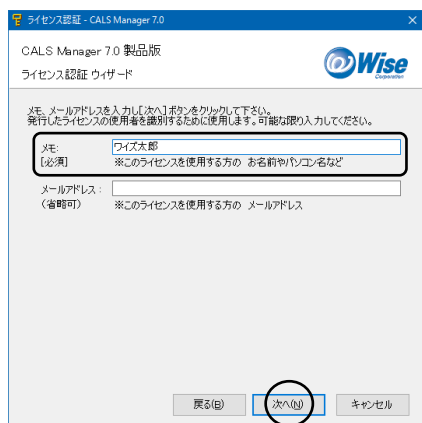 ライセンス認証 - CALS Manager 7.0
CALS Manager 7.0 製品版
ライセンス認証 ウィザード
Wise
Corporation
メモ、メールアドレスを入力し[次へ]ボタンをクリックして下さい。
発行したライセンスの使用者を識別するために使用します。可能な限り入力してください。
メモ: ワイズ太郎
[必須] ※このライセンスを使用する方の お名前やパソコン名など
メールアドレス:
(省略可) ※このライセンスを使用する方の メールアドレス
戻る(B) 次へ(N) キャンセル